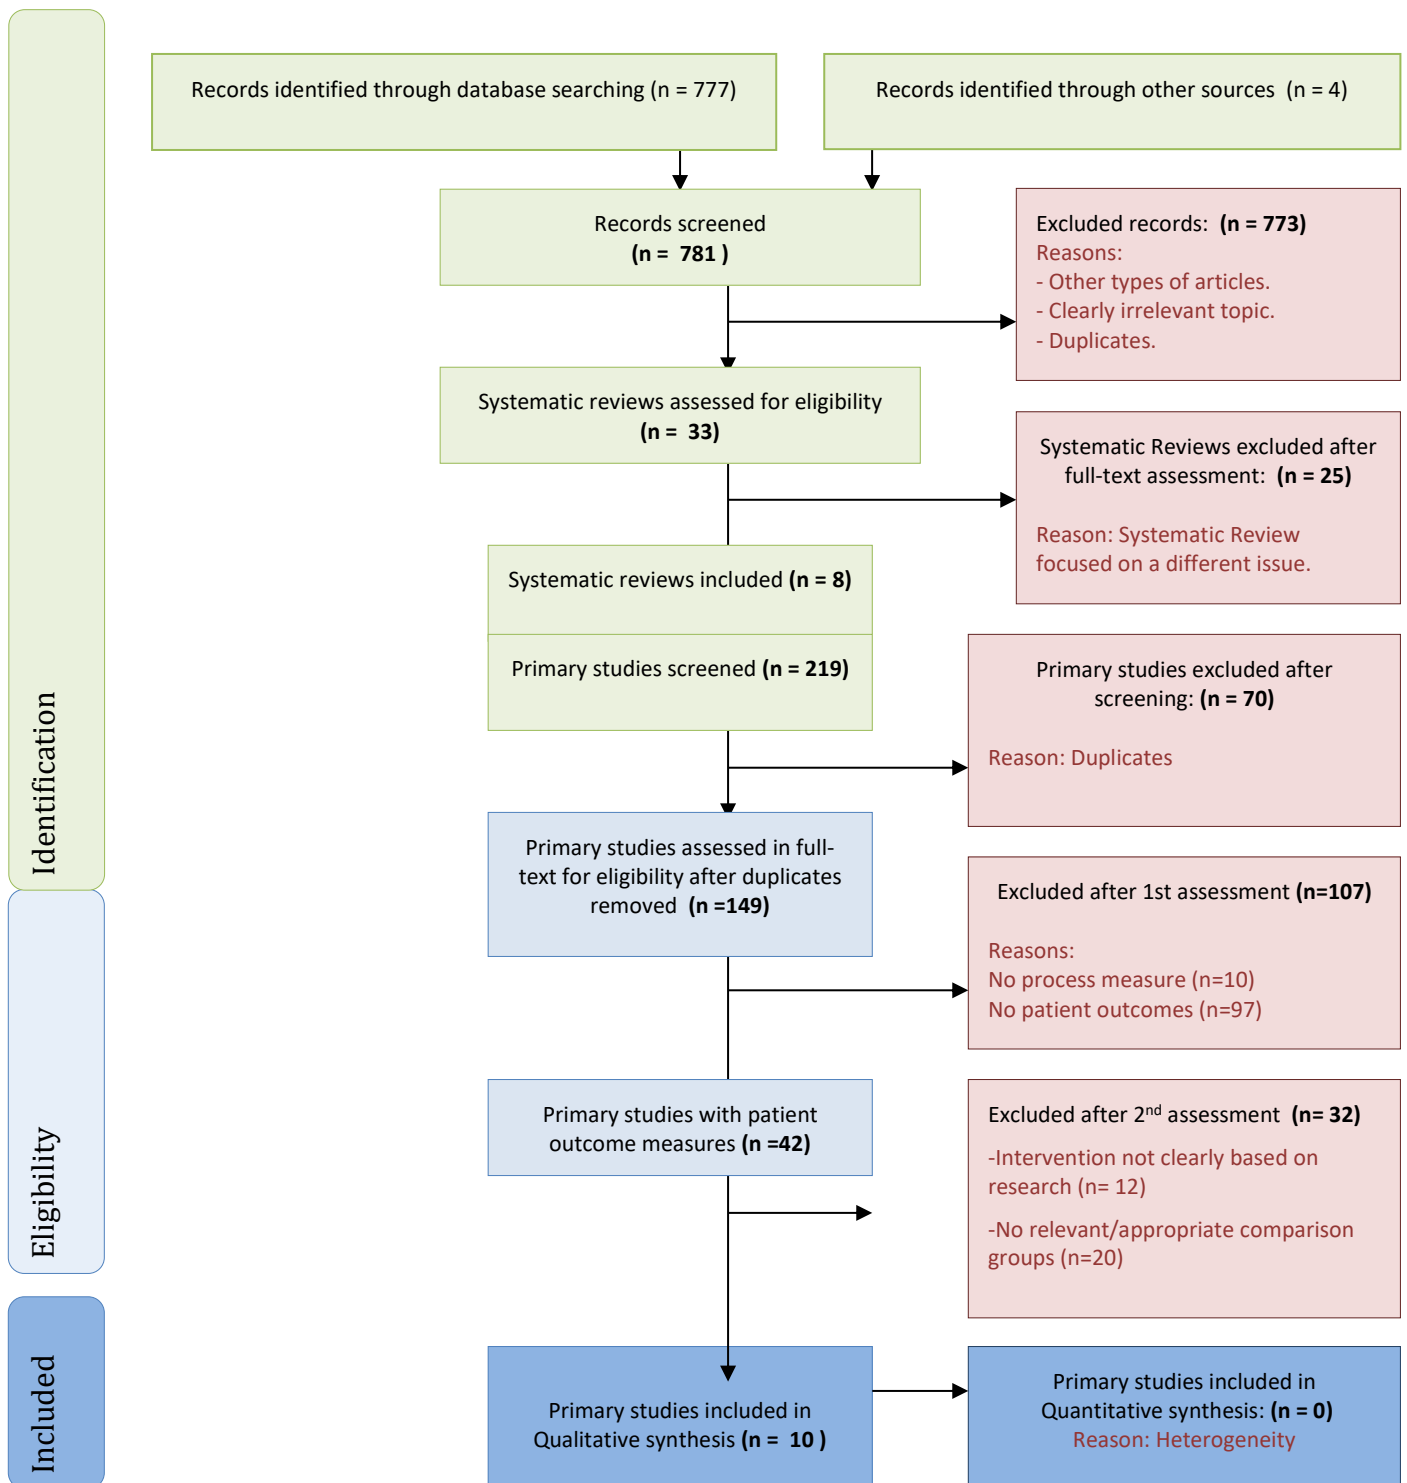 Records identified through database searching (n = 777)
Records identified through other sources  (n = 4)
Records screened
(n =  781 )
Excluded records:  (n = 773)
Reasons:
- Other types of articles.
- Clearly irrelevant topic.
- Duplicates.
Systematic reviews assessed for eligibility
(n =  33)
Systematic Reviews excluded after
full-text assessment:  (n = 25)
Reason: Systematic Review
focused on a different issue.
Systematic reviews included (n = 8)
Primary studies screened (n = 219)
Primary studies excluded after
screening: (n = 70)
Reason: Duplicates
Identification
Primary studies assessed in full-
text for eligibility after duplicates
removed  (n =149)
Excluded after 1st assessment (n=107)
Reasons:
No process measure (n=10)
No patient outcomes (n=97)
Primary studies with patient
outcome measures (n =42)
Excluded after 2nd assessment  (n= 32)
-Intervention not clearly based on
research (n= 12)
-No relevant/appropriate comparison
groups (n=20)
Eligibility
Primary studies included in
Qualitative synthesis (n =  10 )
Primary studies included in
Quantitative synthesis: (n = 0)
Reason: Heterogeneity
Included